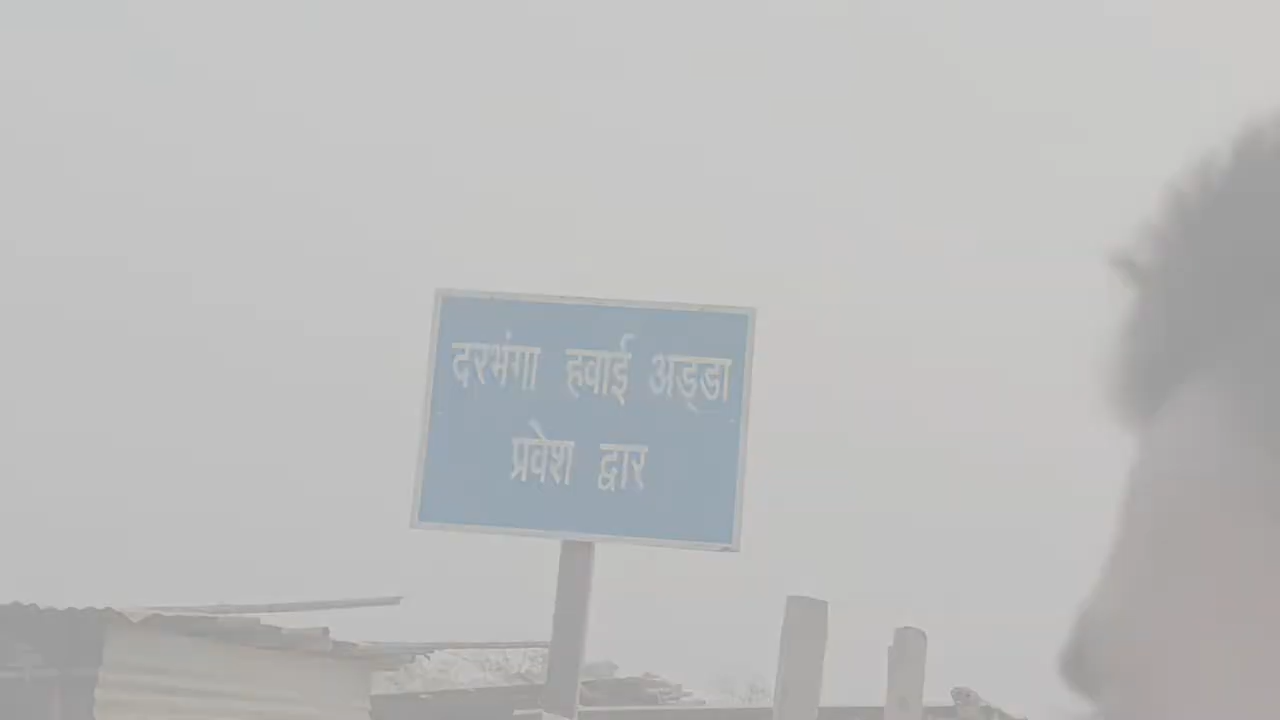 दरभंगा हवाई अड्डा
प्रवेश द्वार